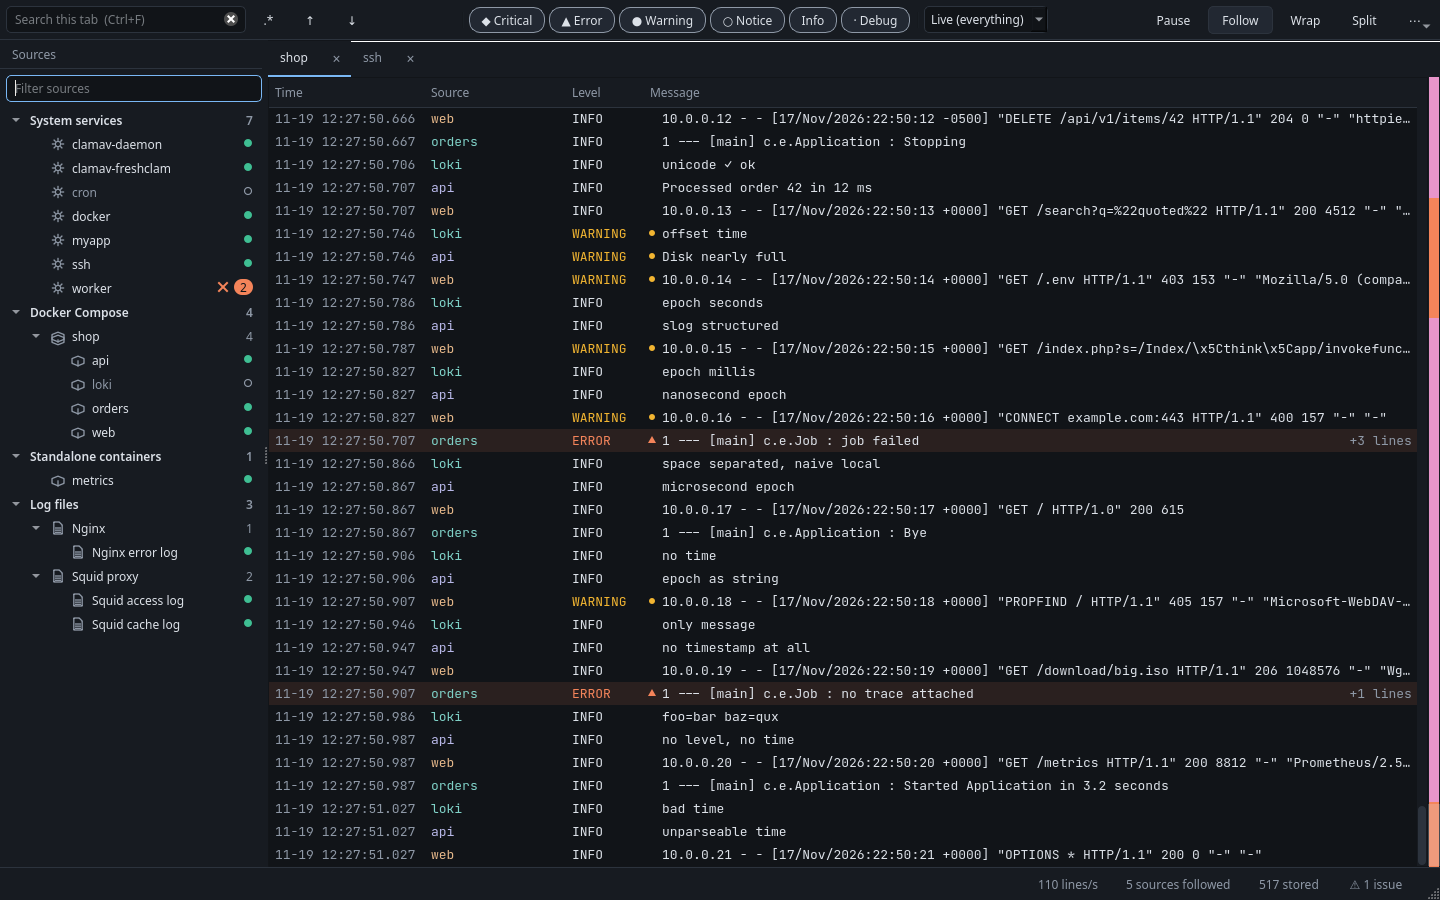 Search this tab (Ctrl+F) .* ↑ ↓ ◆ Critical ▲ Error ● Warning ○ Notice Info · Debug Live (everything) Pause Follow Wrap Split ...
Sources
shop × ssh ×
Filter sources
System services 7
clamav-daemon
clamav-freshclam
cron
docker
myapp
ssh
worker 2
Docker Compose 4
shop 4
api
loki
orders
web
Standalone containers 1
metrics
Log files 3
Nginx 1
Nginx error log
Squid proxy 2
Squid access log
Squid cache log
Time Source Level Message
11-19 12:27:50.666 web INFO 10.0.0.12 - - [17/Nov/2026:22:50:12 -0500] "DELETE /api/v1/items/42 HTTP/1.1" 204 0 "-" "httpie…
11-19 12:27:50.667 orders INFO 1 --- [main] c.e.Application : Stopping
11-19 12:27:50.706 loki INFO unicode ✓ ok
11-19 12:27:50.707 api INFO Processed order 42 in 12 ms
11-19 12:27:50.707 web INFO 10.0.0.13 - - [17/Nov/2026:22:50:13 +0000] "GET /search?q=%22quoted%22 HTTP/1.1" 200 4512 "-" "…
11-19 12:27:50.746 loki WARNING ● offset time
11-19 12:27:50.746 api WARNING ● Disk nearly full
11-19 12:27:50.747 web WARNING ● 10.0.0.14 - - [17/Nov/2026:22:50:14 +0000] "GET /.env HTTP/1.1" 403 153 "-" "Mozilla/5.0 (compa…
11-19 12:27:50.786 loki INFO epoch seconds
11-19 12:27:50.786 api INFO slog structured
11-19 12:27:50.787 web WARNING ● 10.0.0.15 - - [17/Nov/2026:22:50:15 +0000] "GET /index.php?s=/Index/\x5Cthink\x5Capp/invokefunc…
11-19 12:27:50.827 loki INFO epoch millis
11-19 12:27:50.827 api INFO nanosecond epoch
11-19 12:27:50.827 web WARNING ● 10.0.0.16 - - [17/Nov/2026:22:50:16 +0000] "CONNECT example.com:443 HTTP/1.1" 400 157 "-" "-"
11-19 12:27:50.707 orders ERROR ▲ 1 --- [main] c.e.Job : job failed +3 lines
11-19 12:27:50.866 loki INFO space separated, naive local
11-19 12:27:50.867 api INFO microsecond epoch
11-19 12:27:50.867 web INFO 10.0.0.17 - - [17/Nov/2026:22:50:17 +0000] "GET / HTTP/1.0" 200 615
11-19 12:27:50.867 orders INFO 1 --- [main] c.e.Application : Bye
11-19 12:27:50.906 loki INFO no time
11-19 12:27:50.906 api INFO epoch as string
11-19 12:27:50.907 web WARNING ● 10.0.0.18 - - [17/Nov/2026:22:50:18 +0000] "PROPFIND / HTTP/1.1" 405 157 "-" "Microsoft-WebDAV-…
11-19 12:27:50.946 loki INFO only message
11-19 12:27:50.947 api INFO no timestamp at all
11-19 12:27:50.947 web INFO 10.0.0.19 - - [17/Nov/2026:22:50:19 +0000] "GET /download/big.iso HTTP/1.1" 206 1048576 "-" "Wg…
11-19 12:27:50.907 orders ERROR ▲ 1 --- [main] c.e.Job : no trace attached +1 lines
11-19 12:27:50.986 loki INFO foo=bar baz=qux
11-19 12:27:50.987 api INFO no level, no time
11-19 12:27:50.987 web INFO 10.0.0.20 - - [17/Nov/2026:22:50:20 +0000] "GET /metrics HTTP/1.1" 200 8812 "-" "Prometheus/2.5…
11-19 12:27:50.987 orders INFO 1 --- [main] c.e.Application : Started Application in 3.2 seconds
11-19 12:27:51.027 loki INFO bad time
11-19 12:27:51.027 api INFO unparseable time
11-19 12:27:51.027 web INFO 10.0.0.21 - - [17/Nov/2026:22:50:21 +0000] "OPTIONS * HTTP/1.1" 200 0 "-" "-"
110 lines/s 5 sources followed 517 stored ⚠ 1 issue